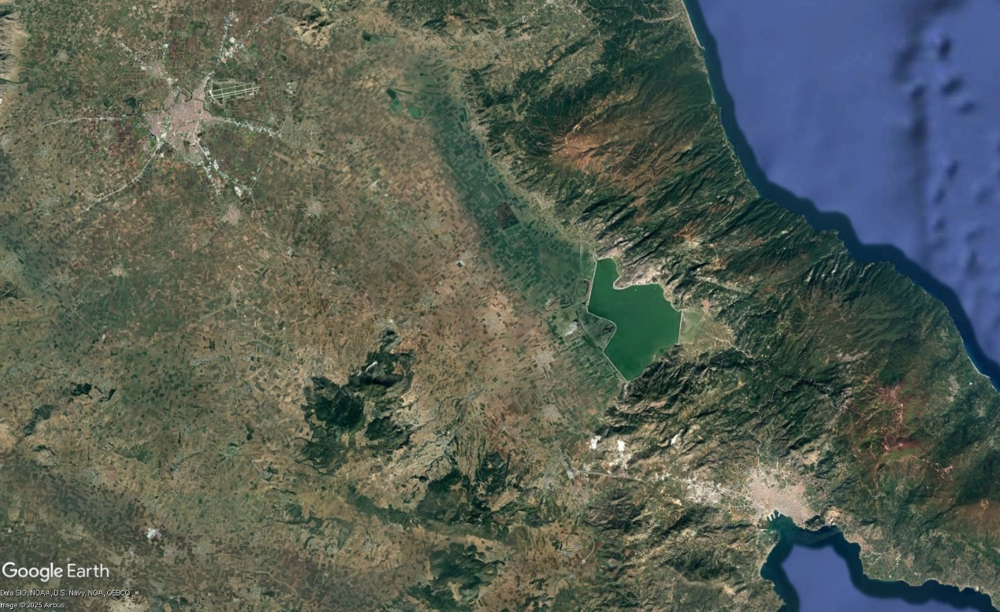 Google Earth
Data SIO, NOAA, U.S. Navy, NGA, GEBCO
Image © 2025 Airbus